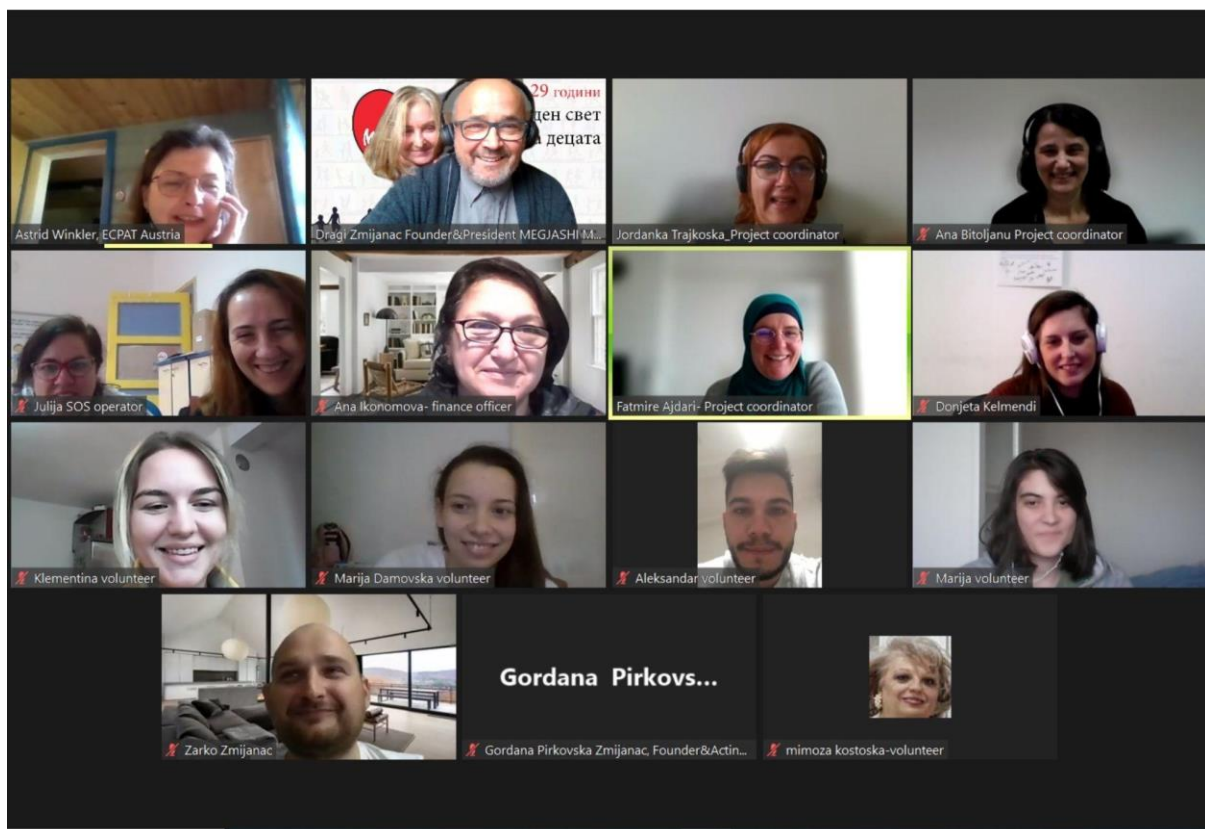 Astrid Winkler, ECPAT Austria
29 години
ден свет
децата
Dragi Zmijanac Founder&President MEGJASHI M...
Jordanka Trajkoska_Project coordinator
Ana Bitoljanu Project coordinator
Julija SOS operator
Ana Ikonomova- finance officer
Fatmire Ajdari- Project coordinator
Donjeta Kelmendi
Klementina volunteer
Marija Damovska volunteer
Aleksandar volunteer
Marija volunteer
Zarko Zmijanac
Gordana Pirkovs...
Gordana Pirkovska Zmijanac, Founder&Actin...
mimoza kostoska-volunteer